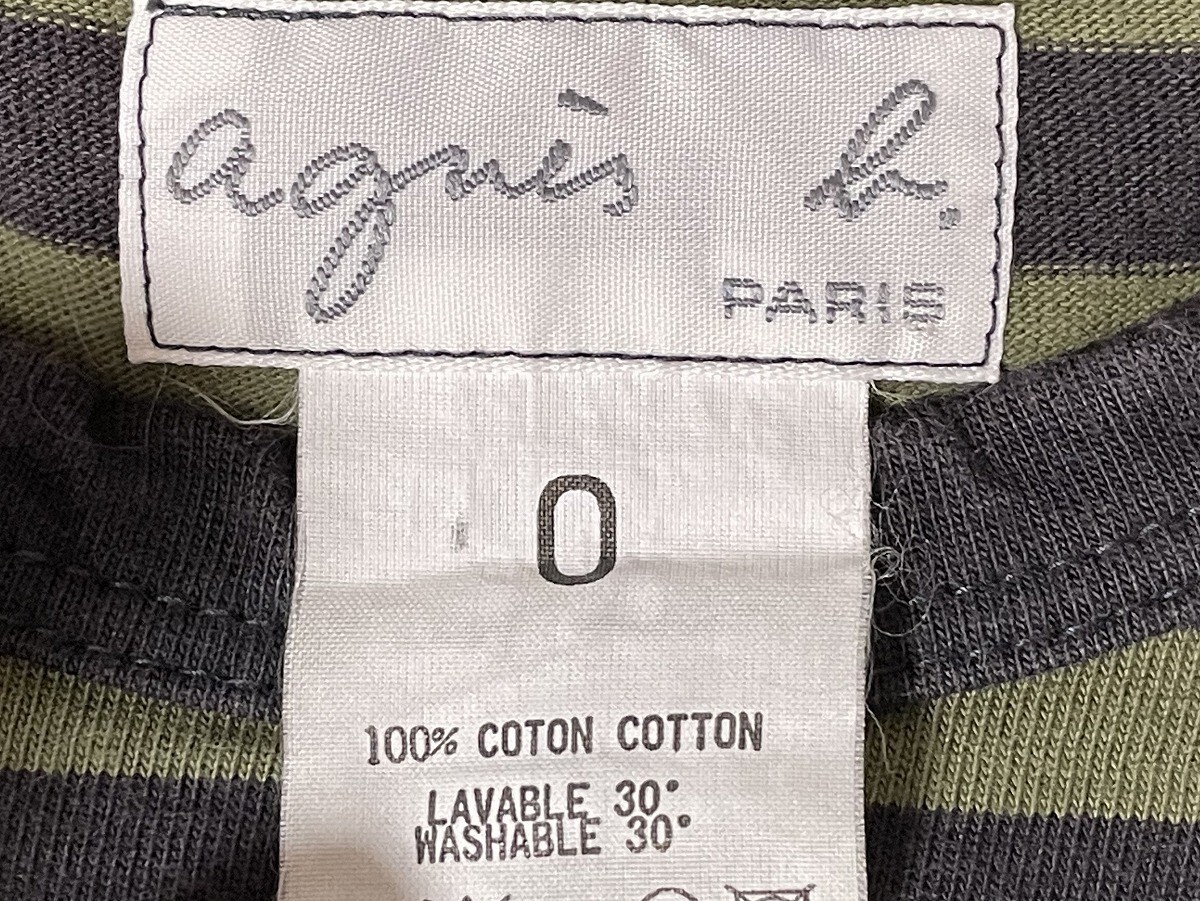 agnès b.
PARIS
0
100% COTON COTTON
LAVABLE 30°
WASHABLE 30°